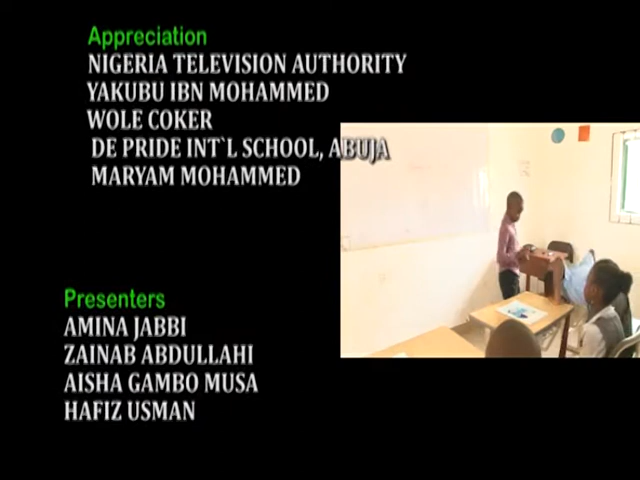 Appreciation
NIGERIA TELEVISION AUTHORITY
YAKUBU IBN MOHAMMED
WOLE COKER
DE PRIDE INT`L SCHOOL, ABUJA
MARYAM MOHAMMED
Presenters
AMINA JABBI
ZAINAB ABDULLAHI
AISHA GAMBO MUSA
HAFIZ USMAN